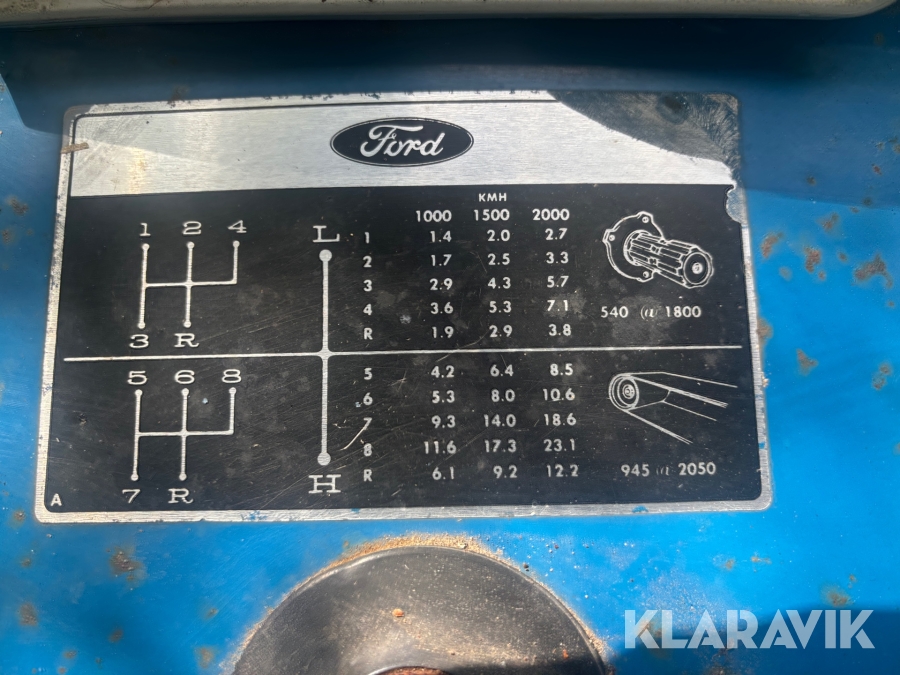 Ford
KMH
1000 1500 2000
1 2 4
3 R
L
1 1.4 2.0 2.7
2 1.7 2.5 3.3
3 2.9 4.3 5.7
4 3.6 5.3 7.1
R 1.9 2.9 3.8
540 @ 1800
5 6 8
7 R
H
5 4.2 6.4 8.5
6 5.3 8.0 10.6
7 9.3 14.0 18.6
8 11.6 17.3 23.1
R 6.1 9.2 12.2
945 @ 2050
A
KLARAVIK